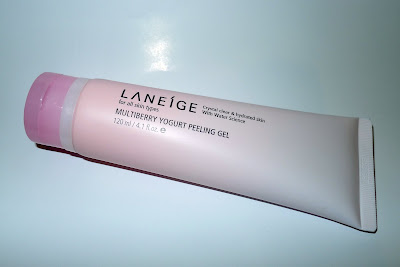 LANEÍGE
for all skin types
Crystal clear & hydrated skin
With Water Science
MULTIBERRY YOGURT PEELING GEL
120 ml / 4.1 fl.oz. e